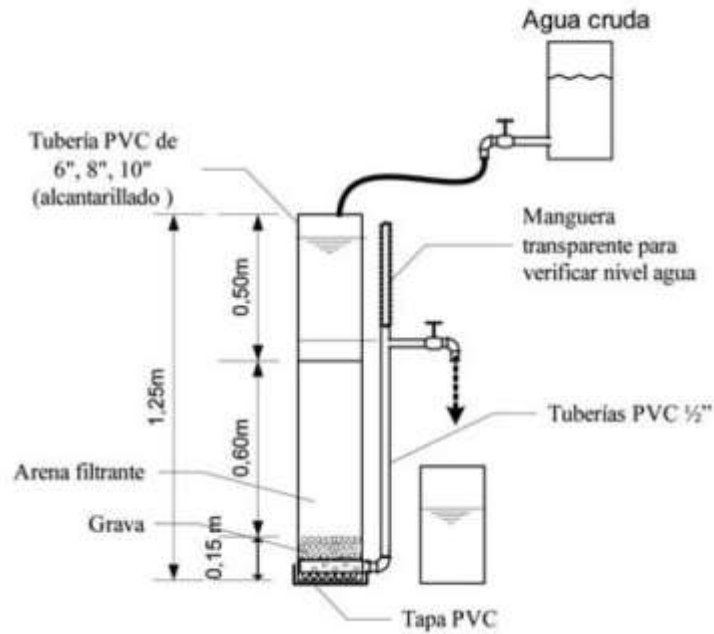 Agua cruda
Tubería PVC de
6", 8", 10"
(alcantarillado )
Manguera
transparente para
verificar nivel agua
0,50m
1,25m
0,60m
Tuberías PVC ½”
Arena filtrante
Grava
0,15 m
Tapa PVC